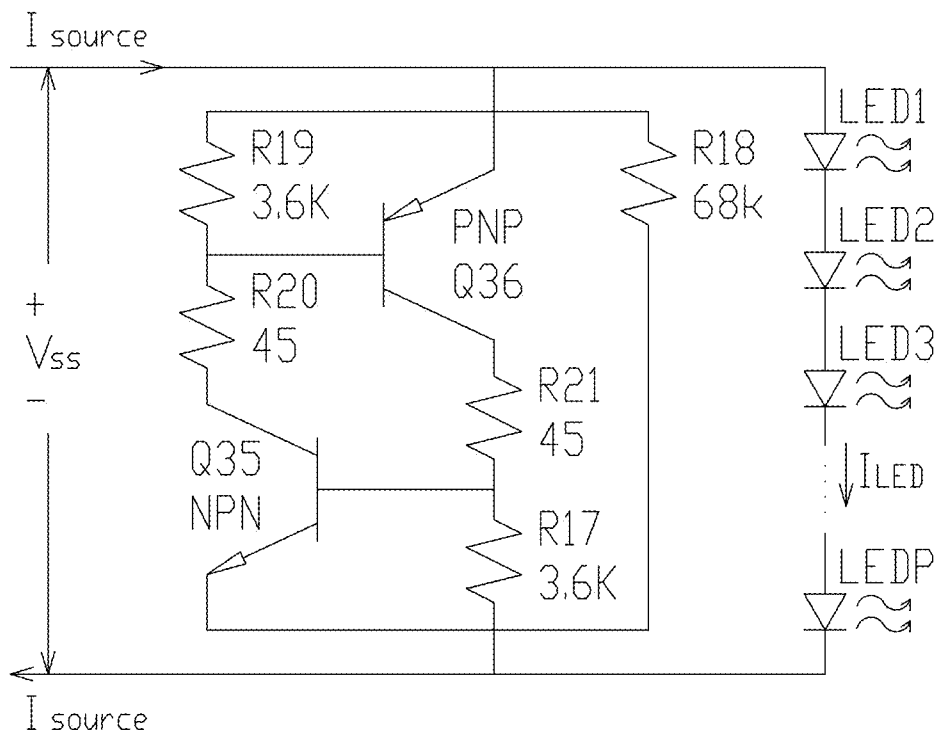 I source
LED1
R19
3.6K
R18
68k
PNP
Q36
LED2
R20
45
+
Vss
-
LED3
R21
45
Q35
NPN
ILED
R17
3.6K
LEDP
I source